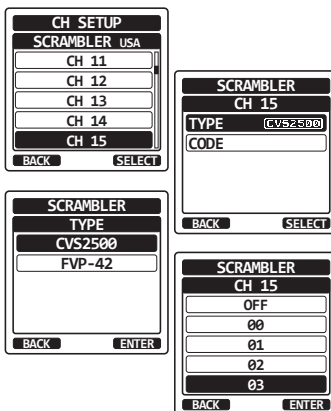 CH SETUP
SCRAMBLER USA
CH 11
CH 12
CH 13
CH 14
CH 15
BACK SELECT
SCRAMBLER
CH 15
TYPE CVS2500
CODE
BACK SELECT
SCRAMBLER
TYPE
CVS2500
FVP-42
BACK ENTER
SCRAMBLER
CH 15
OFF
00
01
02
03
BACK ENTER